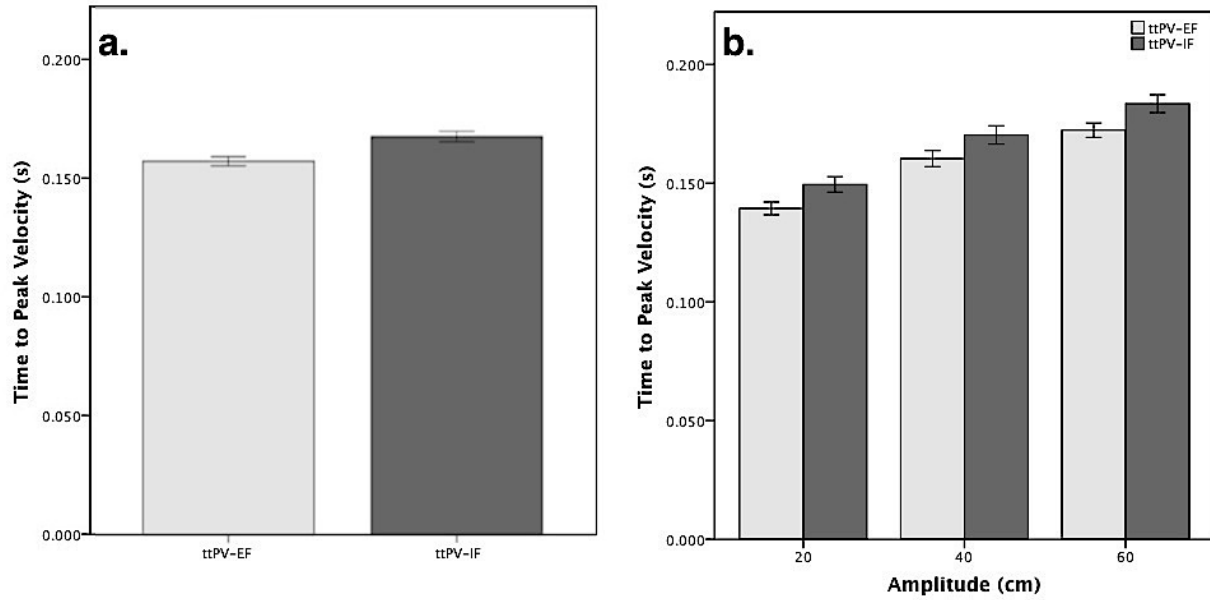 a.
0.200
0.150
0.100
0.050
0.000
Time to Peak Velocity (s)
ttPV-EF
ttPV-IF
b.
ttPV-EF
ttPV-IF
0.200
0.150
0.100
0.050
0.000
Time to Peak Velocity (s)
20
40
60
Amplitude (cm)